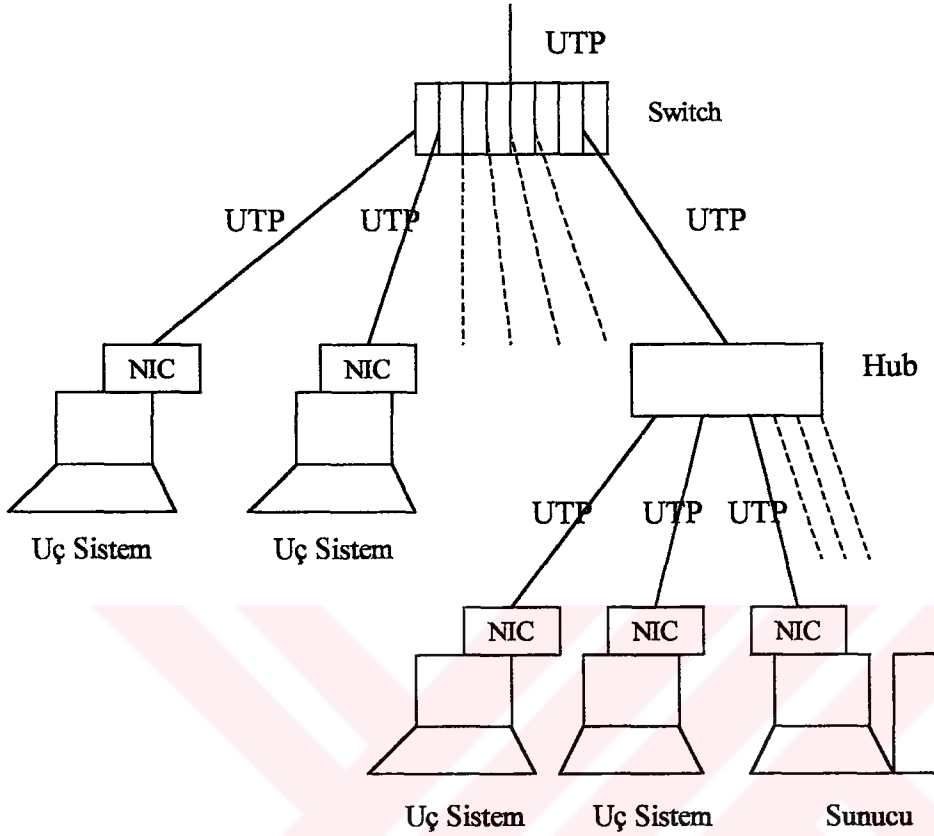 UTP
Switch
UTP
UTP
UTP
NIC
NIC
Hub
Uç Sistem
Uç Sistem
UTP
UTP
UTP
NIC
NIC
NIC
Uç Sistem
Uç Sistem
Sunucu